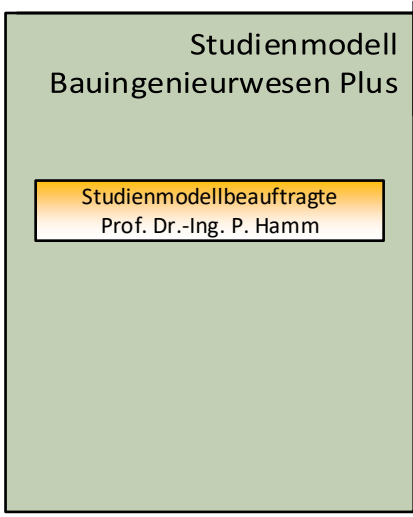 Studienmodell
Bauingenieurwesen Plus
Studienmodellbeauftragte
Prof. Dr.-Ing. P. Hamm